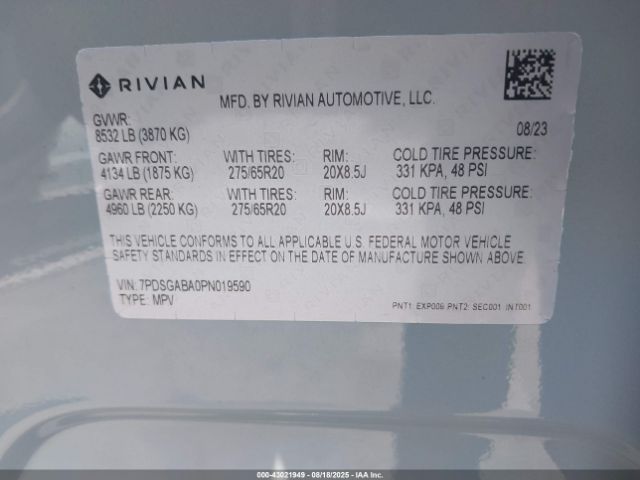 RIVIAN
MFD. BY RIVIAN AUTOMOTIVE, LLC.
GVWR:
8532 LB (3870 KG)
08/23
GAWR FRONT: WITH TIRES: RIM: COLD TIRE PRESSURE:
4134 LB (1875 KG) 275/65R20 20X8.5J 331 KPA, 48 PSI
GAWR REAR: WITH TIRES: RIM: COLD TIRE PRESSURE:
4960 LB (2250 KG) 275/65R20 20X8.5J 331 KPA, 48 PSI
THIS VEHICLE CONFORMS TO ALL APPLICABLE U.S. FEDERAL MOTOR VEHICLE
SAFETY STANDARDS IN EFFECT ON THE DATE OF MANUFACTURE SHOWN ABOVE.
VIN: 7PDSGABA0PN019590
TYPE: MPV
PNT1: EXP006 PNT2: SEC001 INT001
000-43021949 - 08/18/2025 - IAAI, Inc.